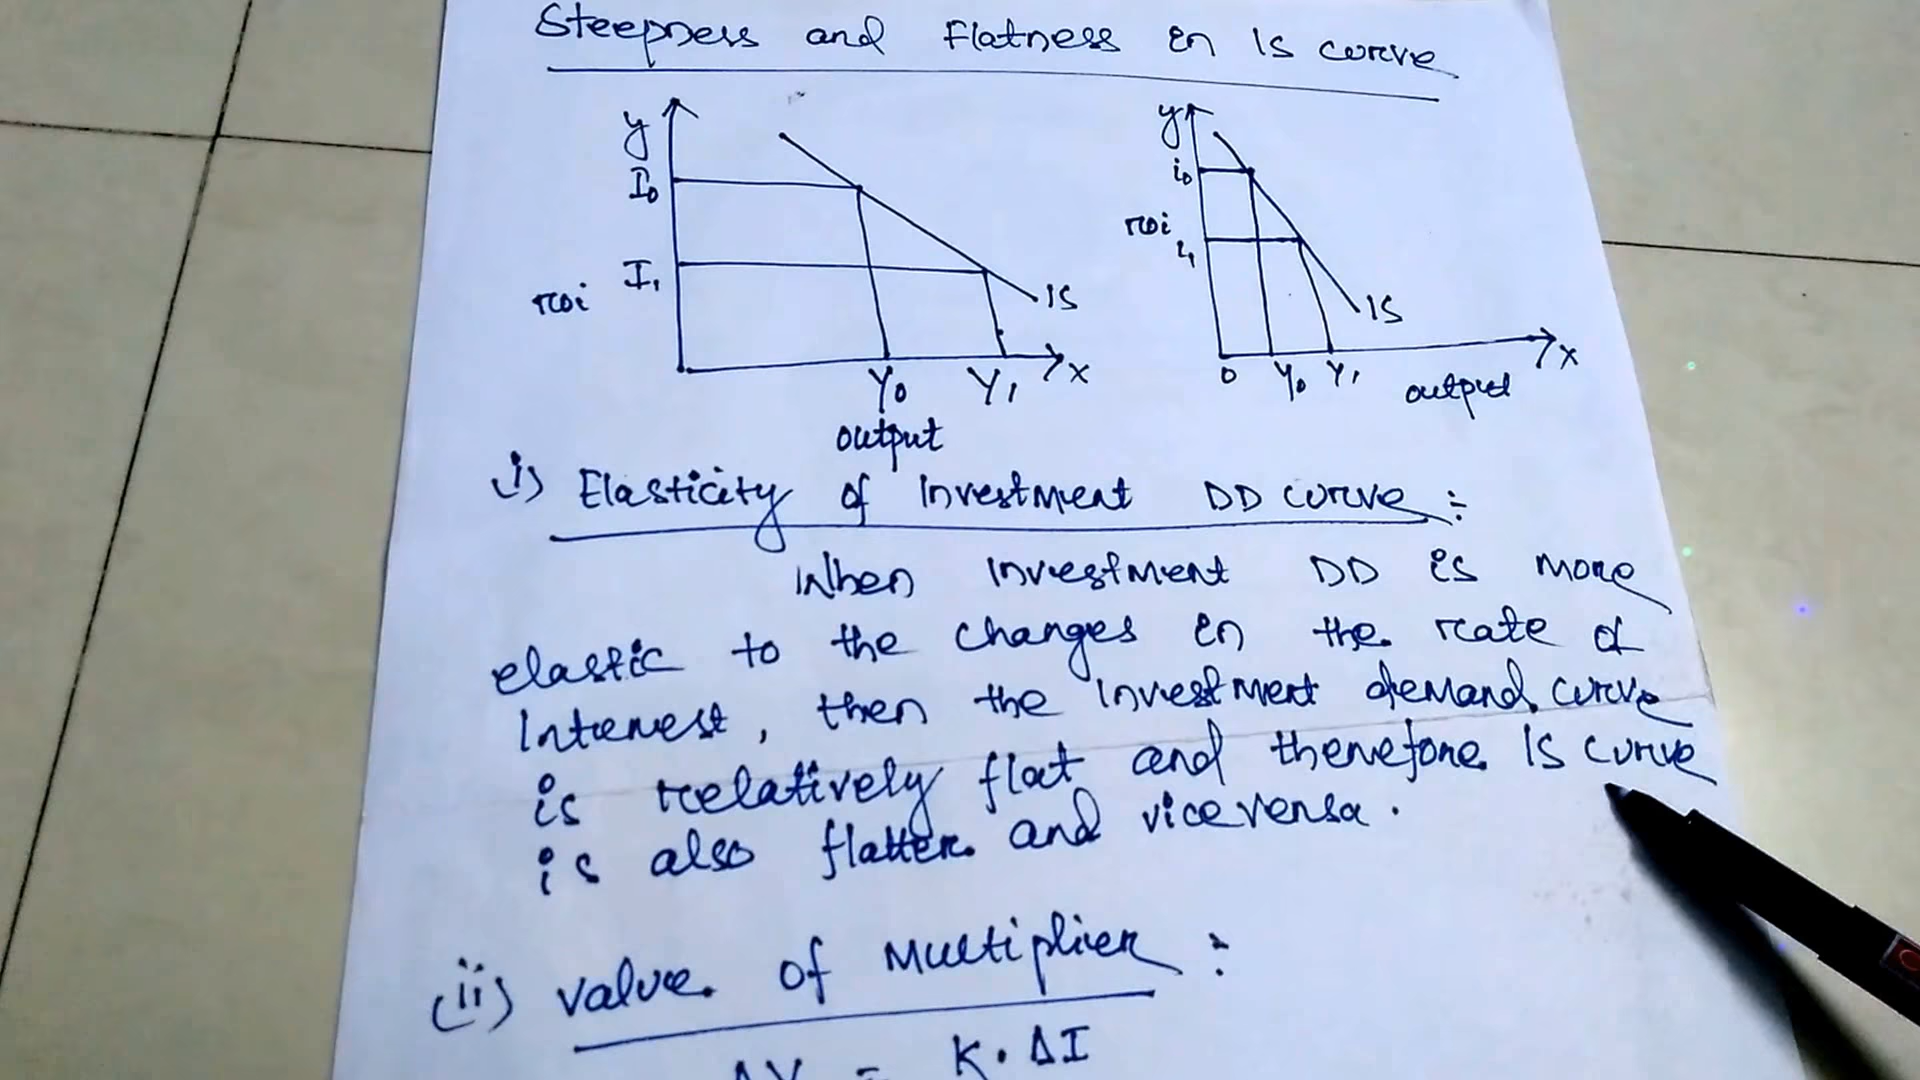 Steepness and flatness in IS curve
y
I₀
I₁
roi
IS
x
Y₀
Y₁
output
y
i₀
roi
i₁
IS
x
0
Y₀
Y₁
output
i) Elasticity of Investment DD curve :
When investment DD is more
elastic to the changes in the rate of
Interest, then the investment demand curve
is relatively flat and therefore IS curve
is also flatter and vice versa.
(ii) value of Multiplier :
ΔY = K. ΔI